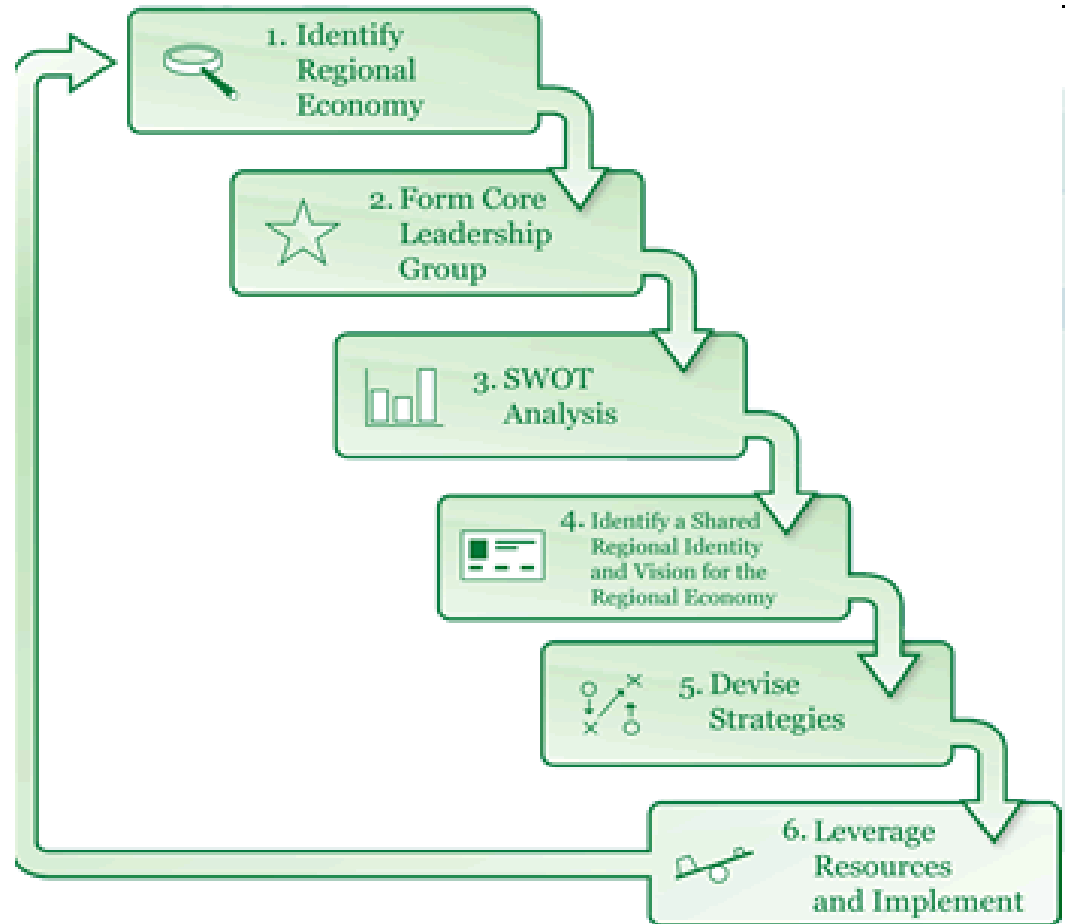 1. Identify
Regional
Economy
2. Form Core
Leadership
Group
3. SWOT
Analysis
4. Identify a Shared
Regional Identity
and Vision for the
Regional Economy
5. Devise
Strategies
6. Leverage
Resources
and Implement